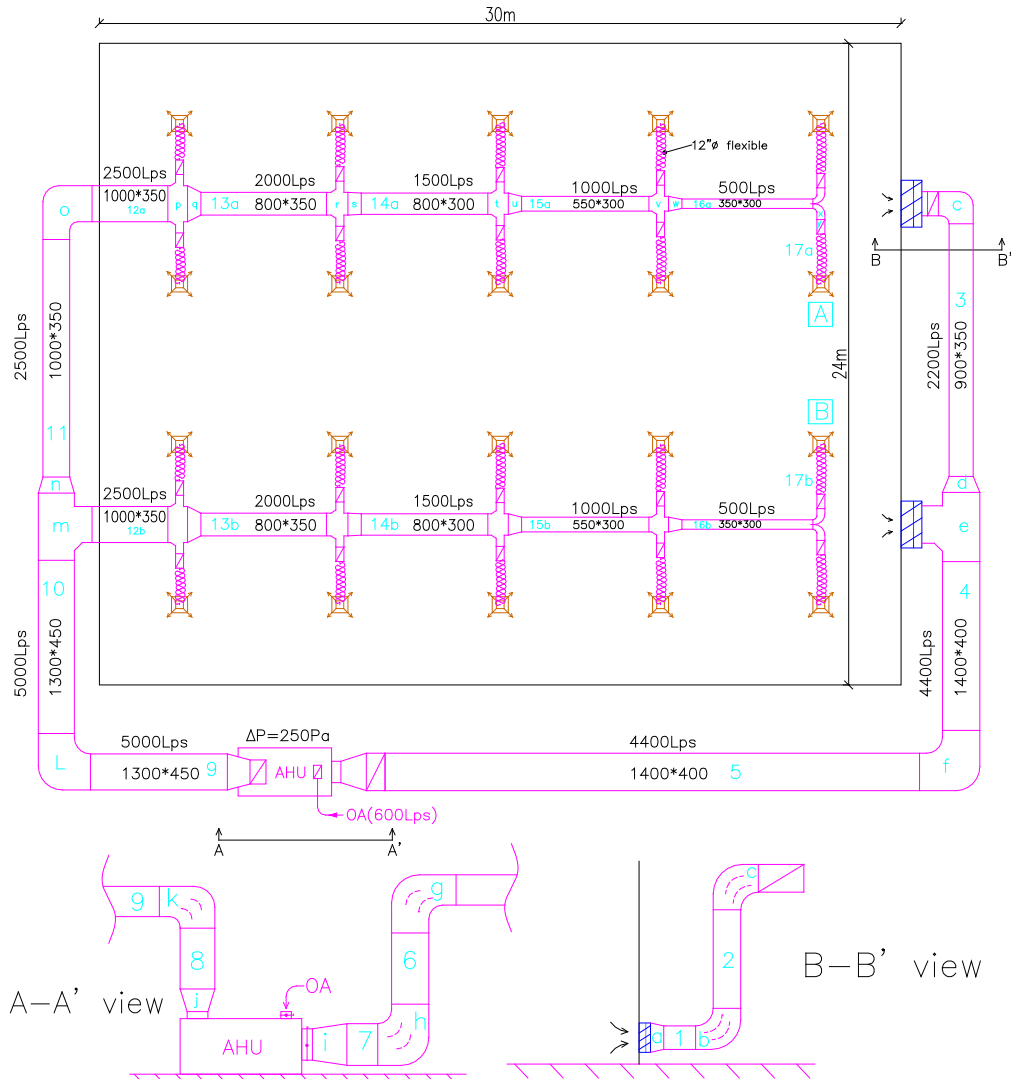 30m
12"ø flexible
2500Lps
2000Lps
1500Lps
1000Lps
500Lps
1000*350
800*350
800*300
550*300
350*300
o
12a
p
q
13a
r
s
14a
t
u
15a
v
w
16a
x
y
17a
c
B
B'
A
3
2500Lps
1000*350
24m
2200Lps
900*350
B
11
17b
n
d
2500Lps
2000Lps
1500Lps
1000Lps
500Lps
m
1000*350
800*350
800*300
550*300
350*300
e
12b
13b
14b
15b
16b
10
4
5000Lps
1300*450
4400Lps
1400*400
ΔP=250Pa
5000Lps
4400Lps
L
1300*450
9
AHU
1400*400
5
f
OA(600Lps)
A
A'
9
k
g
c
8
6
2
A-A' view
B-B' view
j
OA
h
AHU
i
7
a
1
b